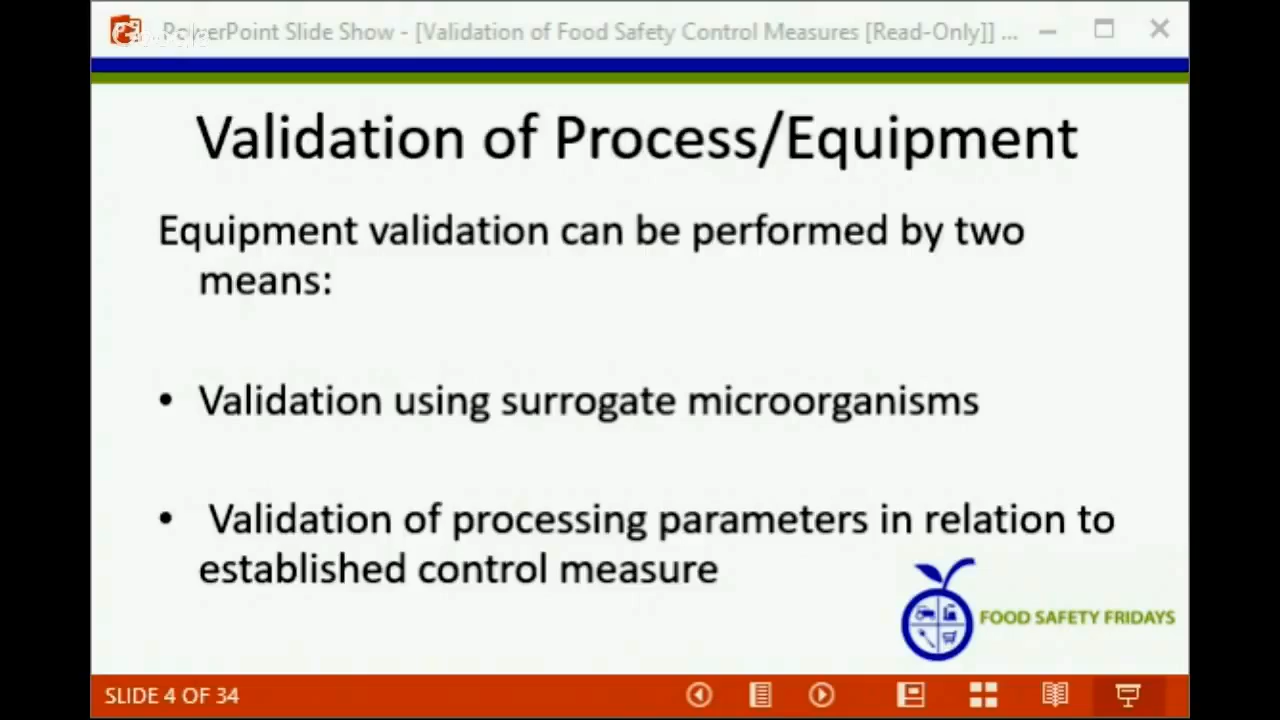 PowerPoint Slide Show - [Validation of Food Safety Control Measures [Read-Only]] ...
Validation of Process/Equipment
Equipment validation can be performed by two
means:
• Validation using surrogate microorganisms
• Validation of processing parameters in relation to
established control measure
FOOD SAFETY FRIDAYS
SLIDE 4 OF 34